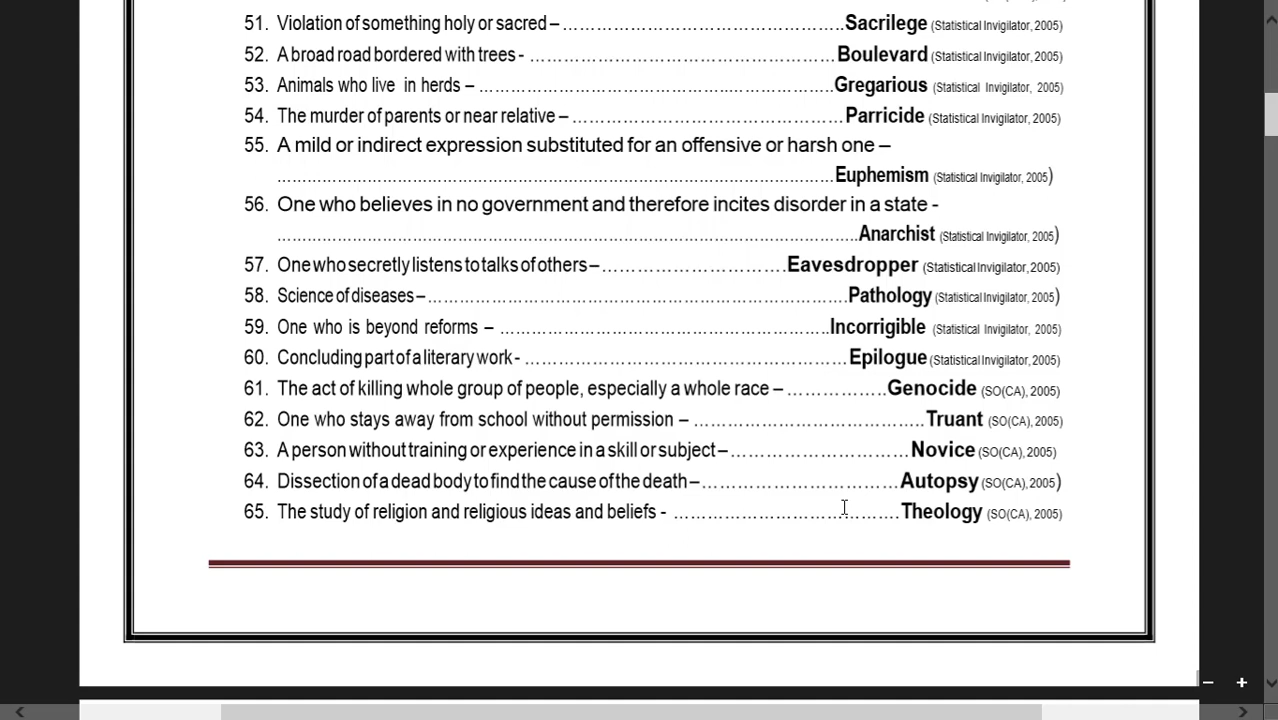 51. Violation of something holy or sacred – ……………………………………………..Sacrilege (Statistical Invigilator, 2005)
52. A broad road bordered with trees - …………………………………………………Boulevard (Statistical Invigilator, 2005)
53. Animals who live in herds – ………………………………………………………..Gregarious (Statistical Invigilator, 2005)
54. The murder of parents or near relative – …………………………………………Parricide (Statistical Invigilator, 2005)
55. A mild or indirect expression substituted for an offensive or harsh one –
……………………………………………………………………………………….Euphemism (Statistical Invigilator, 2005)
56. One who believes in no government and therefore incites disorder in a state -
…………………………………………………………………………………………..Anarchist (Statistical Invigilator, 2005)
57. One who secretly listens to talks of others – …………………………….Eavesdropper (Statistical Invigilator, 2005)
58. Science of diseases – ………………………………………………………………….Pathology (Statistical Invigilator, 2005)
59. One who is beyond reforms – …………………………………………………..Incorrigible (Statistical Invigilator, 2005)
60. Concluding part of a literary work - …………………………………………………Epilogue (Statistical Invigilator, 2005)
61. The act of killing whole group of people, especially a whole race – ……………..Genocide (SO(CA), 2005)
62. One who stays away from school without permission – …………………………………..Truant (SO(CA), 2005)
63. A person without training or experience in a skill or subject – …………………………Novice (SO(CA), 2005)
64. Dissection of a dead body to find the cause of the death – ……………………………Autopsy (SO(CA), 2005)
65. The study of religion and religious ideas and beliefs - ………………………………….Theology (SO(CA), 2005)